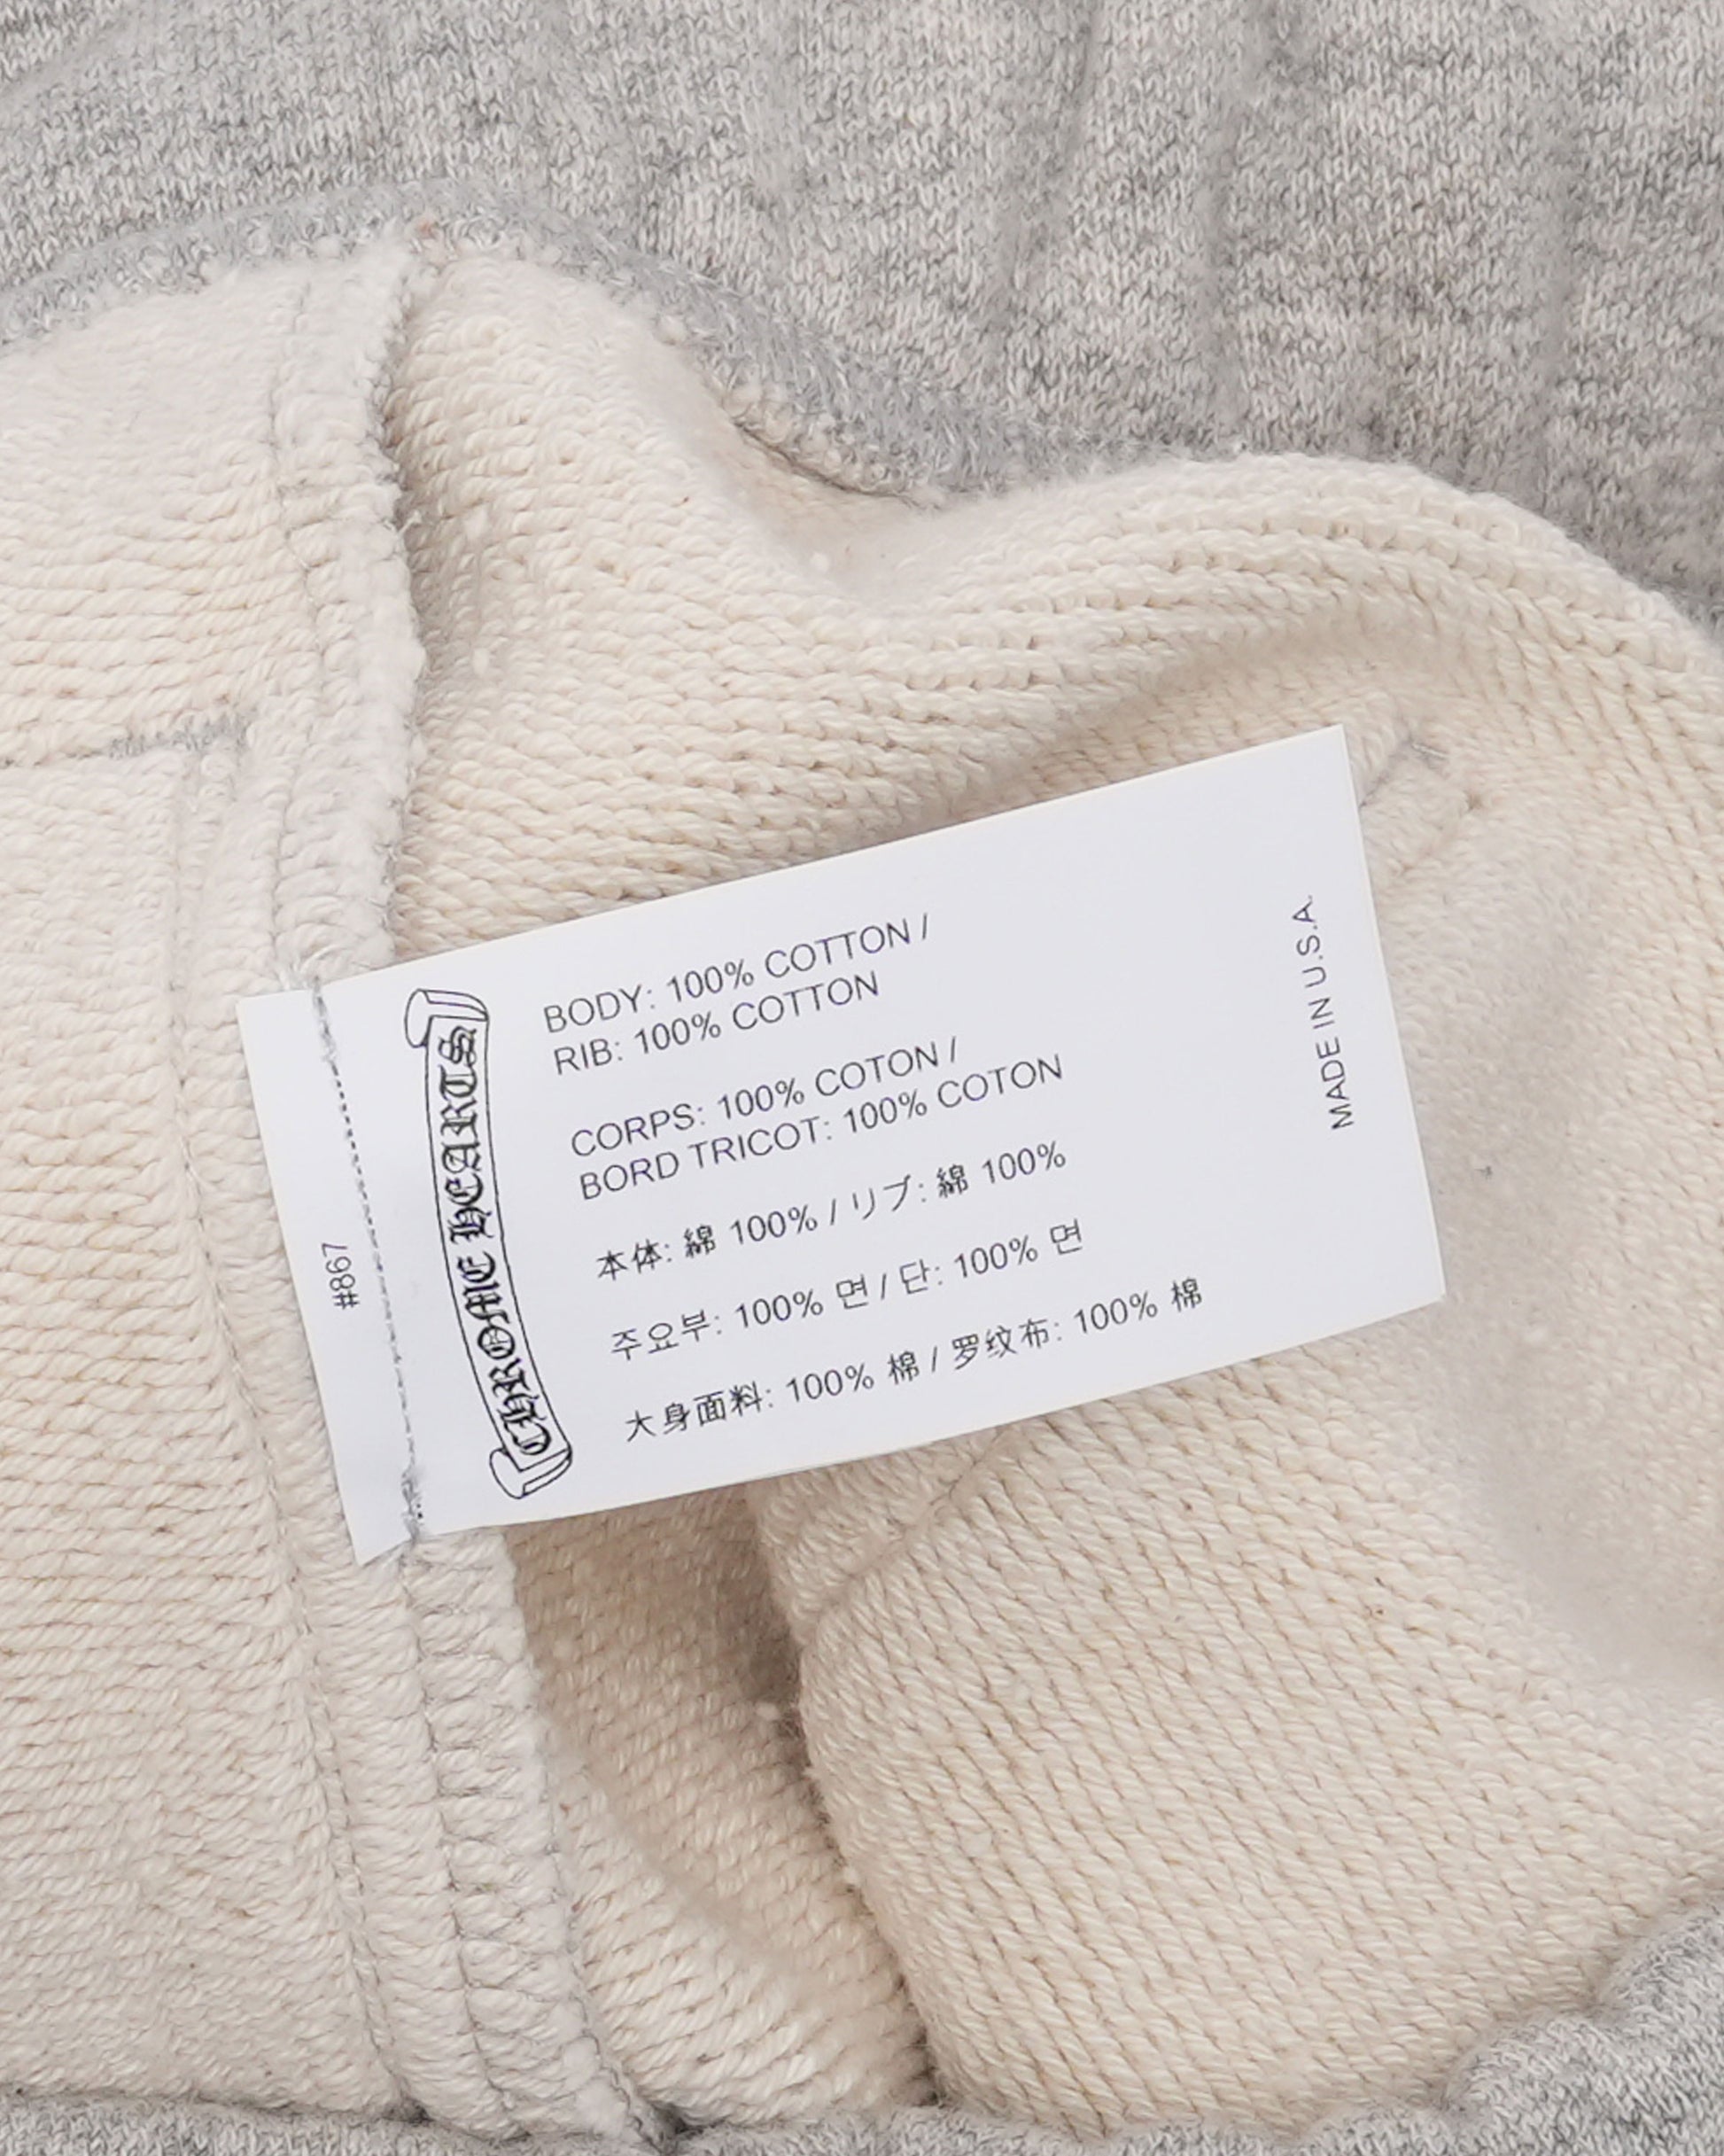 #867
CHROME HEARTS
BODY: 100% COTTON /
RIB: 100% COTTON
CORPS: 100% COTON /
BORD TRICOT: 100% COTON
本体: 綿 100% / リブ: 綿 100%
주요부: 100% 면 / 단: 100% 면
大身面料: 100% 棉 / 罗纹布: 100% 棉
MADE IN U.S.A.